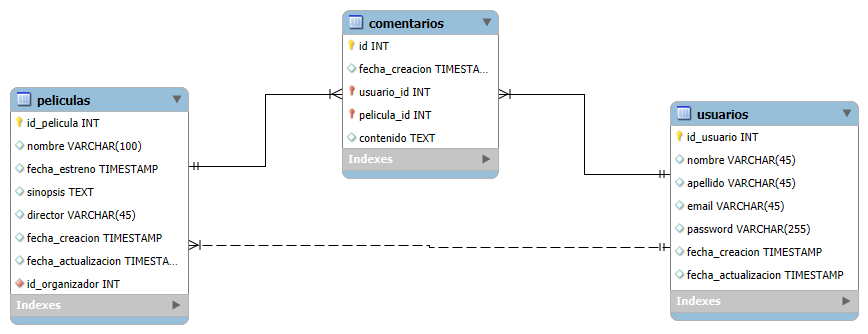 comentarios
id INT
fecha_creacion TIMESTA...
usuario_id INT
pelicula_id INT
contenido TEXT
Indexes
peliculas
id_pelicula INT
nombre VARCHAR(100)
fecha_estreno TIMESTAMP
sinopsis TEXT
director VARCHAR(45)
fecha_creacion TIMESTAMP
fecha_actualizacion TIMESTA...
id_organizador INT
Indexes
usuarios
id_usuario INT
nombre VARCHAR(45)
apellido VARCHAR(45)
email VARCHAR(45)
password VARCHAR(255)
fecha_creacion TIMESTAMP
fecha_actualizacion TIMESTAMP
Indexes